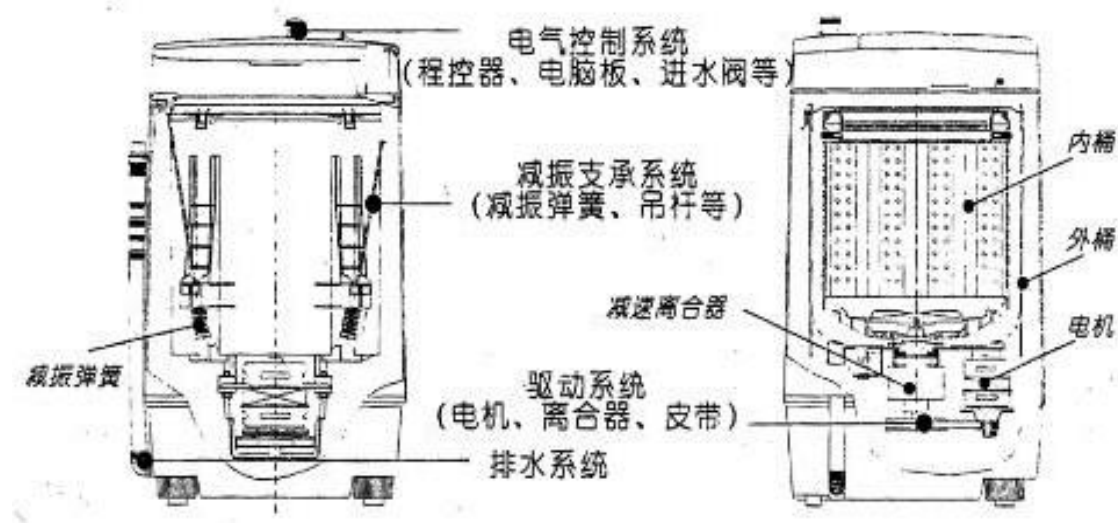 电气控制系统
(程控器、电脑板、进水阀等)
减振支承系统
(减振弹簧、吊杆等)
减振弹簧
驱动系统
(电机、离合器、皮带)
排水系统
内桶
外桶
减速离合器
电机